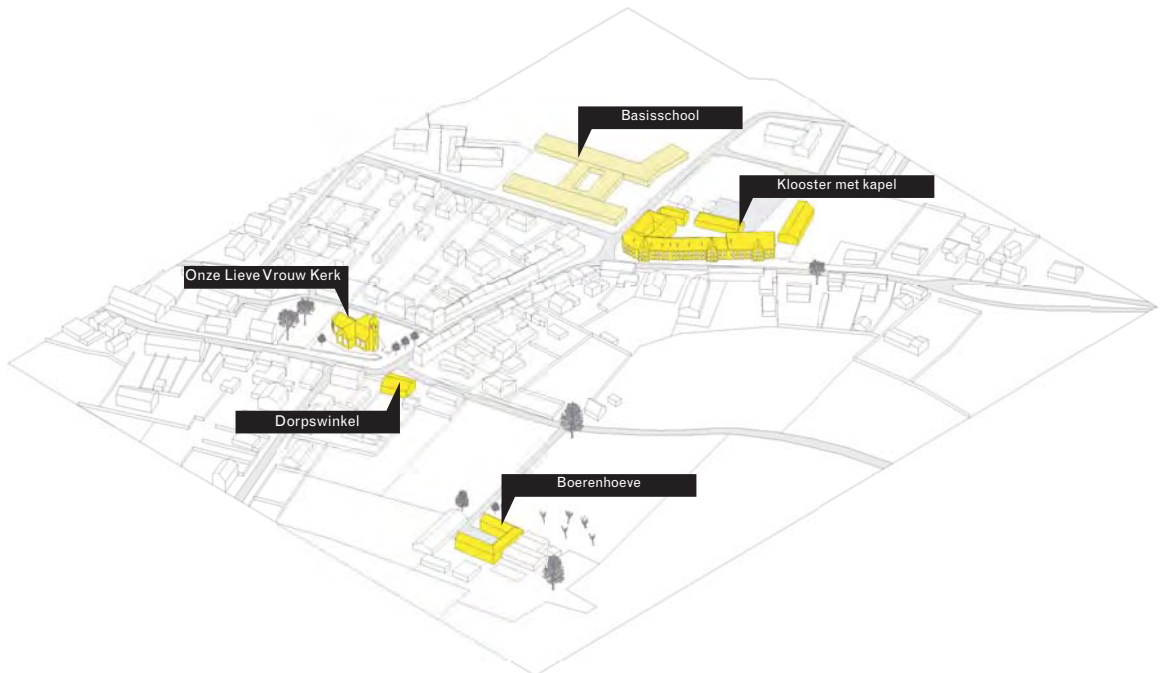 Basisschool
Klooster met kapel
Onze Lieve Vrouw Kerk
Dorpswinkel
Boerenhoeve